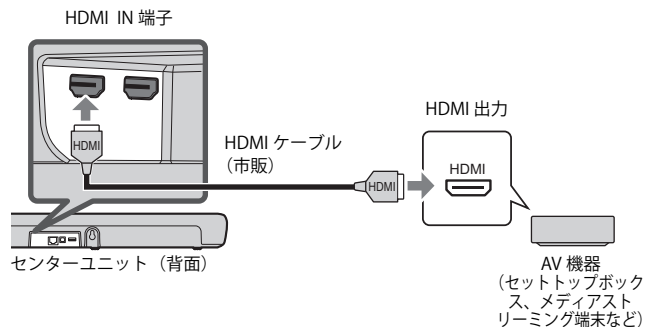 HDMI IN 端子
HDMI
HDMI ケーブル
（市販）
HDMI
HDMI 出力
HDMI
センターユニット（背面）
AV 機器
（セットトップボック
ス、メディアスト
リーミング端末など）